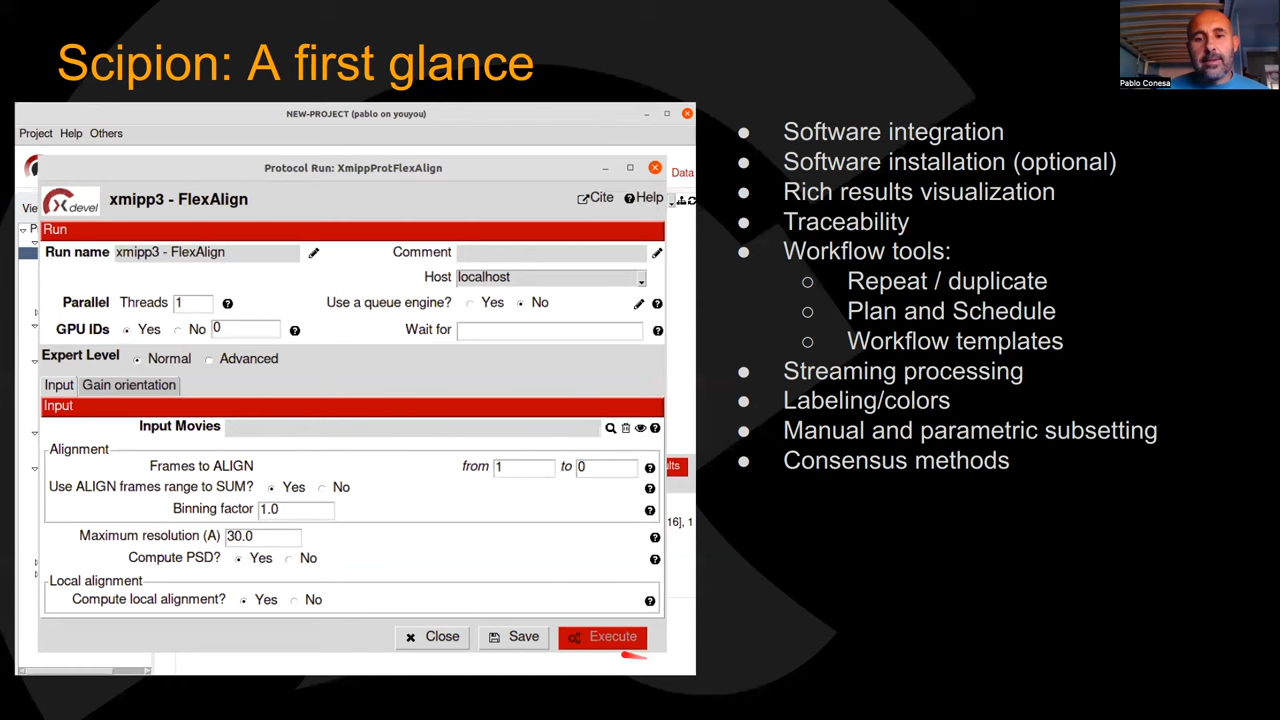 Scipion: A first glance
Pablo Conesa
NEW-PROJECT (pablo on youyou)
Project Help Others
Protocol Run: XmippProtFlexAlign
Data
Xdevel
xmipp3 - FlexAlign
Cite Help
Run
Run name xmipp3 - FlexAlign Comment
Host localhost
Parallel Threads 1 Use a queue engine? Yes No
GPU IDs Yes No 0 Wait for
Expert Level Normal Advanced
Input Gain orientation
Input
Input Movies
Alignment
Frames to ALIGN from 1 to 0
Use ALIGN frames range to SUM? Yes No
Binning factor 1.0
Maximum resolution (A) 30.0
Compute PSD? Yes No
Local alignment
Compute local alignment? Yes No
Close Save Execute
ults
16], 1
● Software integration
● Software installation (optional)
● Rich results visualization
● Traceability
● Workflow tools:
○ Repeat / duplicate
○ Plan and Schedule
○ Workflow templates
● Streaming processing
● Labeling/colors
● Manual and parametric subsetting
● Consensus methods